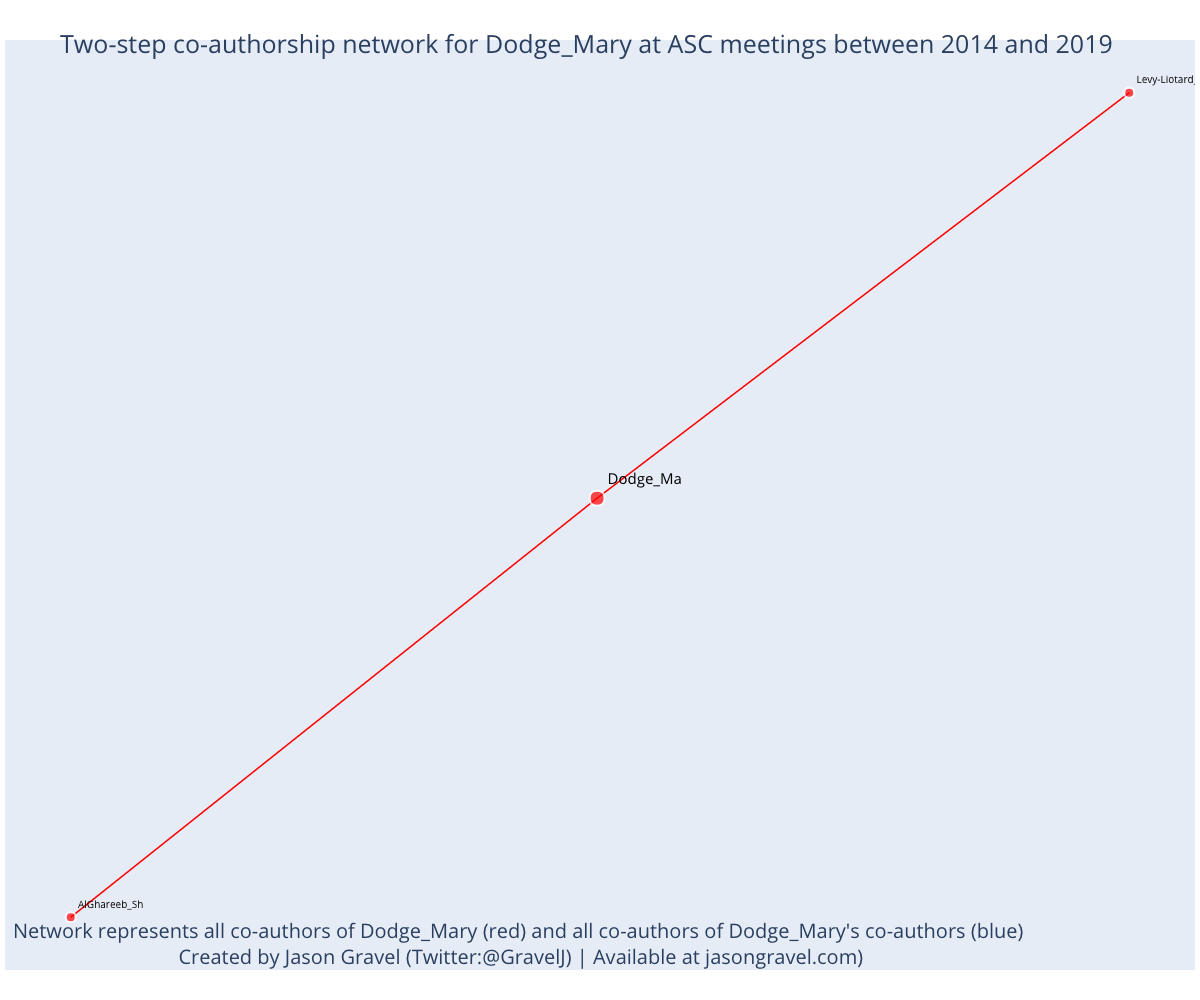 Two-step co-authorship network for Dodge_Mary at ASC meetings between 2014 and 2019
Levy-Liotard_
Dodge_Ma
AlGhareeb_Sh
Network represents all co-authors of Dodge_Mary (red) and all co-authors of Dodge_Mary's co-authors (blue)
Created by Jason Gravel (Twitter:@GravelJ) | Available at jasongravel.com)